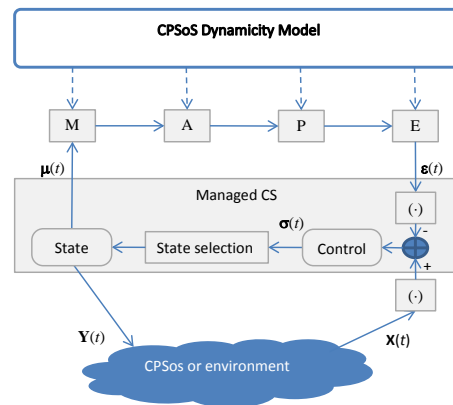 CPSoS Dynamicity Model
M A P E
μ(t) ε(t)
Managed CS
(·)
σ(t) -
State State selection Control
+
(·)
Y(t) X(t)
CPSos or environment